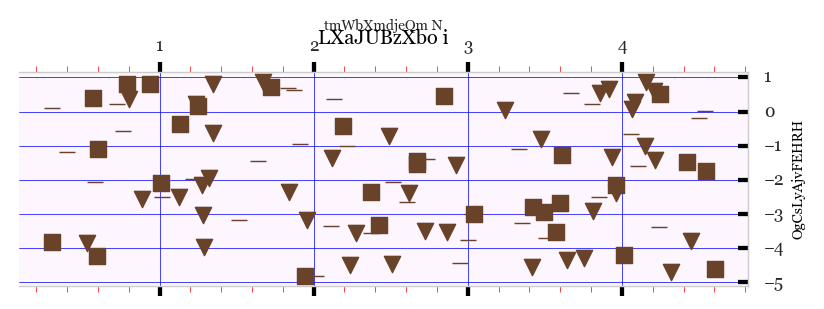 tmWbXmdjeQm N
LXaJUBzXbo i
1 2 3 4
1
0
−1
−2
−3
−4
−5
OgCsLyAjvFEHRH